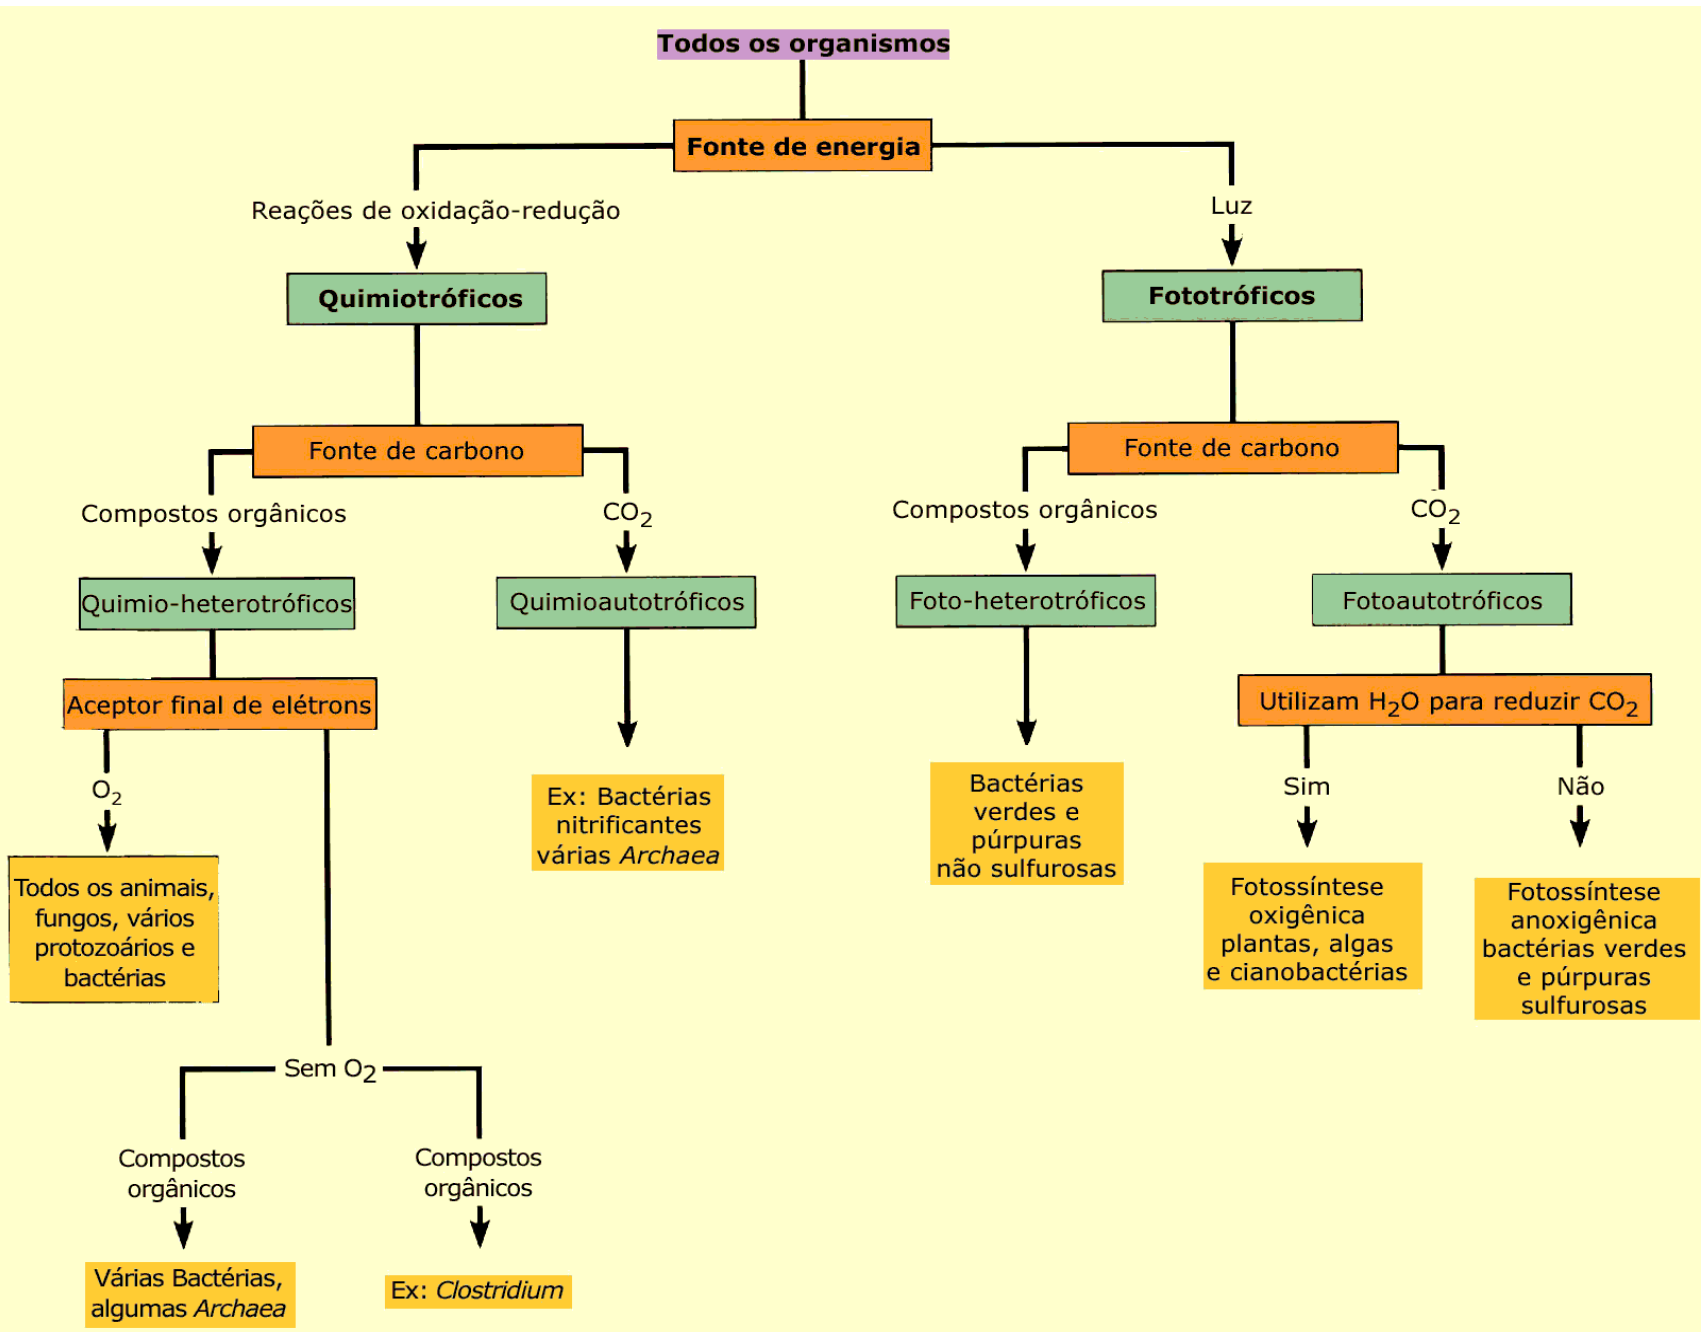 Todos os organismos
Fonte de energia
Reações de oxidação-redução
Luz
Quimiotróficos
Fototróficos
Fonte de carbono
Fonte de carbono
Compostos orgânicos
CO2
Compostos orgânicos
CO2
Quimio-heterotróficos
Quimioautotróficos
Foto-heterotróficos
Fotoautotróficos
Aceptor final de elétrons
Utilizam H2O para reduzir CO2
O2
Ex: Bactérias
nitrificantes
várias Archaea
Bactérias
verdes e
púrpuras
não sulfurosas
Sim
Não
Todos os animais,
fungos, vários
protozoários e
bactérias
Fotossíntese
oxigênica
plantas, algas
e cianobactérias
Fotossíntese
anoxigênica
bactérias verdes
e púrpuras
sulfurosas
Sem O2
Compostos
orgânicos
Compostos
orgânicos
Várias Bactérias,
algumas Archaea
Ex: Clostridium